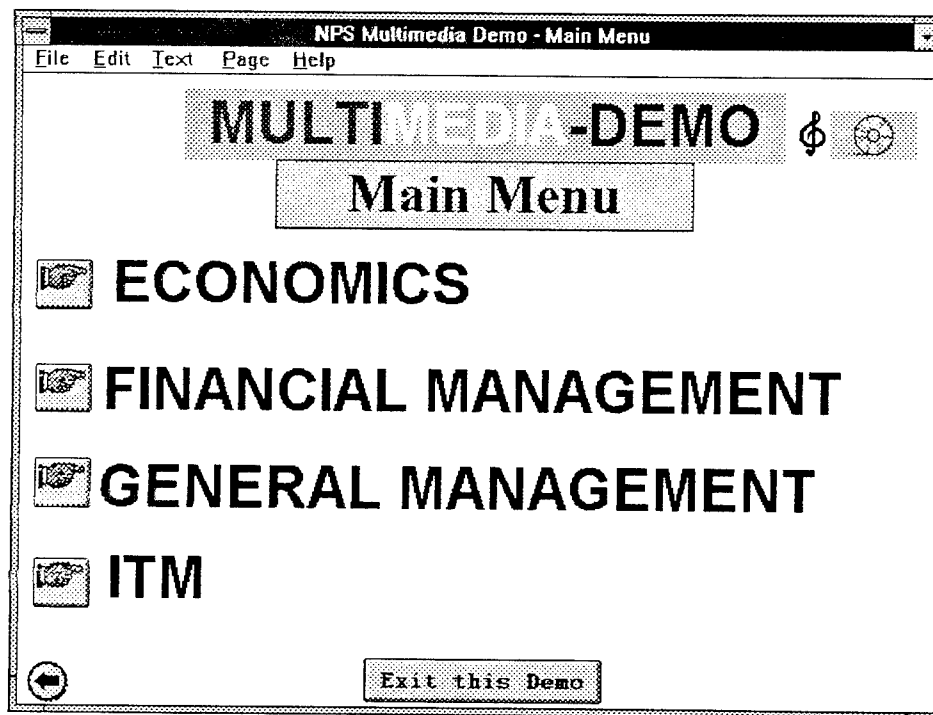 NPS Multimedia Demo - Main Menu
File Edit Text Page Help
MULTIMEDIA-DEMO
Main Menu
ECONOMICS
FINANCIAL MANAGEMENT
GENERAL MANAGEMENT
ITM
Exit this Demo